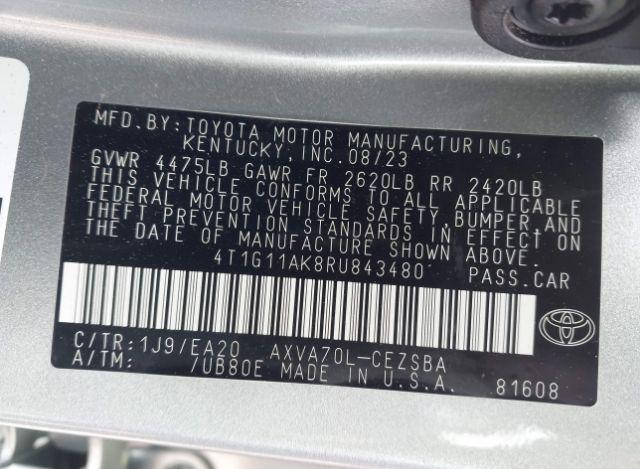 MFD.BY:TOYOTA MOTOR MANUFACTURING,
KENTUCKY,INC.08/23
GVWR 4475LB GAWR FR 2620LB RR 2420LB
THIS VEHICLE CONFORMS TO ALL APPLICABLE
FEDERAL MOTOR VEHICLE SAFETY,BUMPER,AND
THEFT PREVENTION STANDARDS IN EFFECT ON
THE DATE OF MANUFACTURE SHOWN ABOVE.
4T1G11AK8RU843480 PASS.CAR
C/TR:1J9/EA20 AXVA70L-CEZSBA
A/TM: /UB80E MADE IN U.S.A. 81608